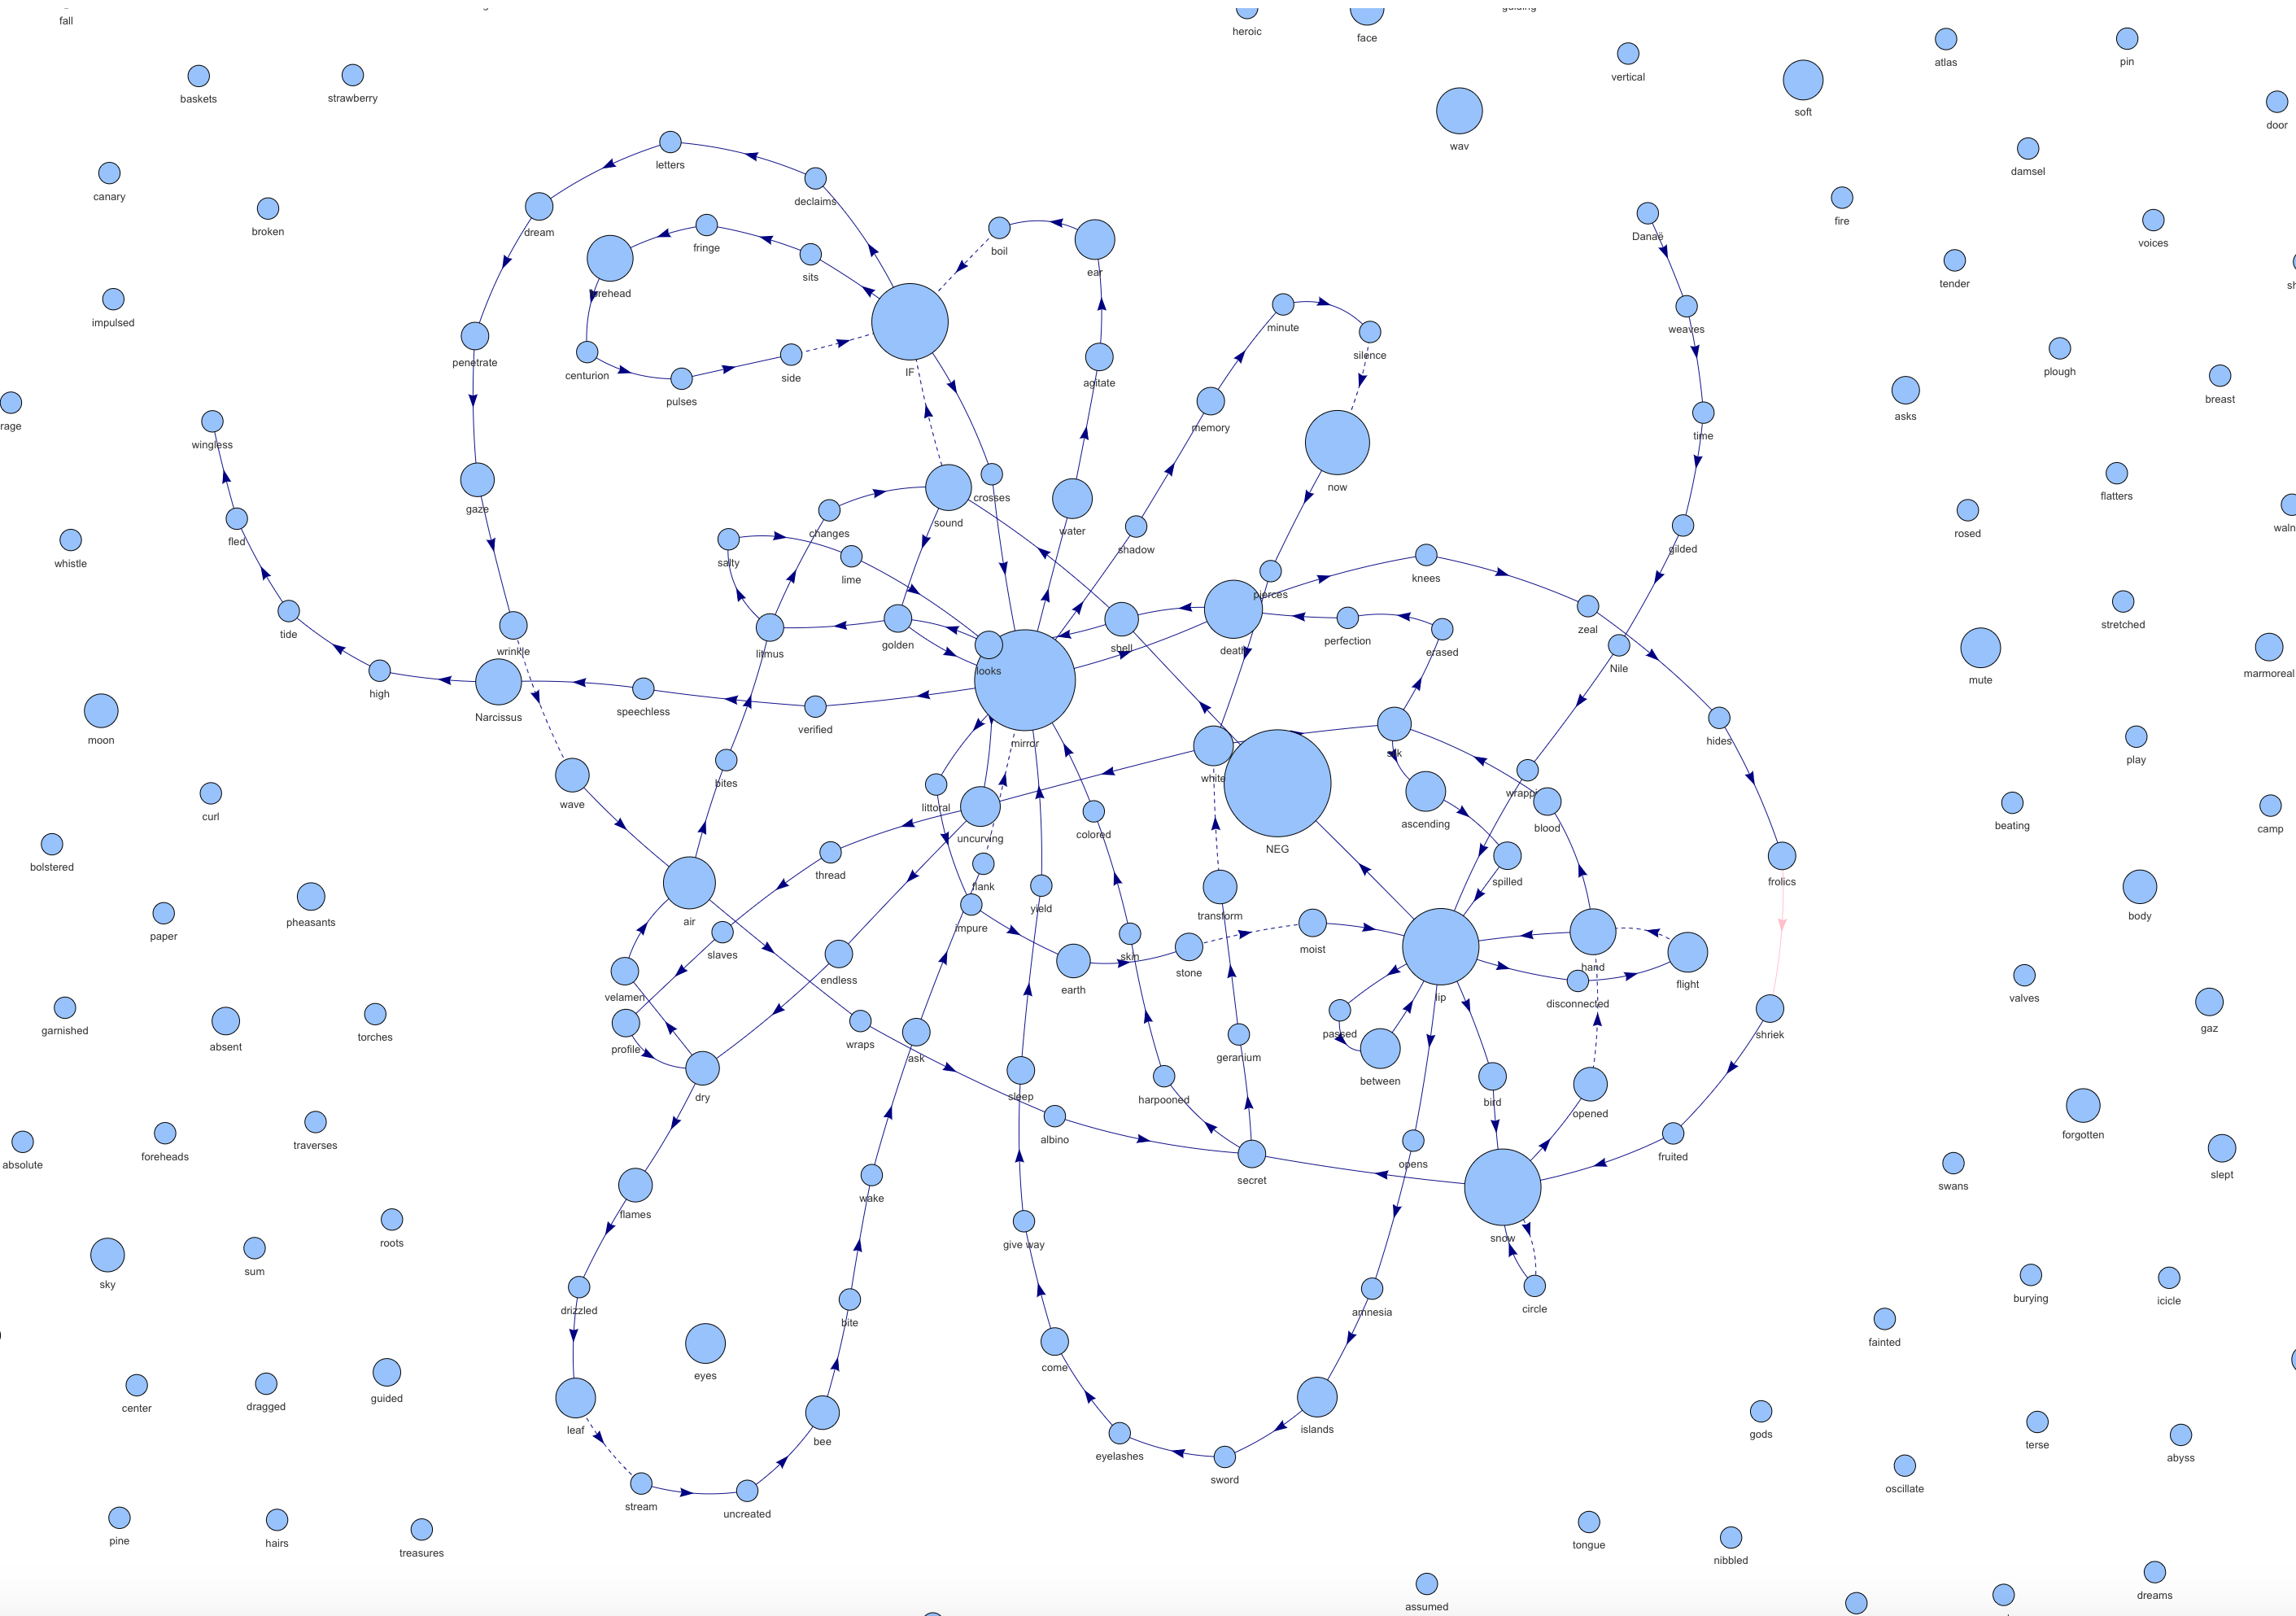 fall
heroic
face
vertical
atlas
pin
baskets
strawberry
soft
door
wav
letters
damsel
canary
declaims
fire
broken
dream
fringe
boil
Danaë
voices
sits
ear
tender
impulsed
minute
weaves
penetrate
centurion
side
IF
silence
plough
pulses
agitate
breast
rage
memory
asks
wingless
time
now
flatters
gaze
crosses
sound
water
rosed
fled
changes
shadow
gilded
whistle
salty
lime
knees
pierces
stretched
tide
litmus
golden
looks
shell
death
perfection
erased
zeal
Nile
wrinkle
marmoreal
mute
high
Narcissus
speechless
verified
mirror
moon
hides
play
white
bites
wave
littoral
curl
colored
NEG
ascending
blood
beating
camp
uncurving
bolstered
thread
flank
spilled
frolics
yield
transform
paper
pheasants
air
impure
body
slaves
skin
moist
hand
velamen
endless
earth
stone
lip
disconnected
flight
valves
garnished
absent
torches
profile
wraps
ask
passed
geranium
shriek
gaz
between
dry
sleep
harpooned
bird
opened
traverses
albino
forgotten
absolute
foreheads
secret
opens
fruited
slept
swans
wake
flames
roots
give way
snow
sky
sum
drizzled
bite
amnesia
circle
burying
icicle
fainted
eyes
come
center
dragged
guided
leaf
bee
islands
gods
terse
eyelashes
sword
abyss
oscillate
stream
uncreated
pine
hairs
treasures
tongue
nibbled
assumed
dreams